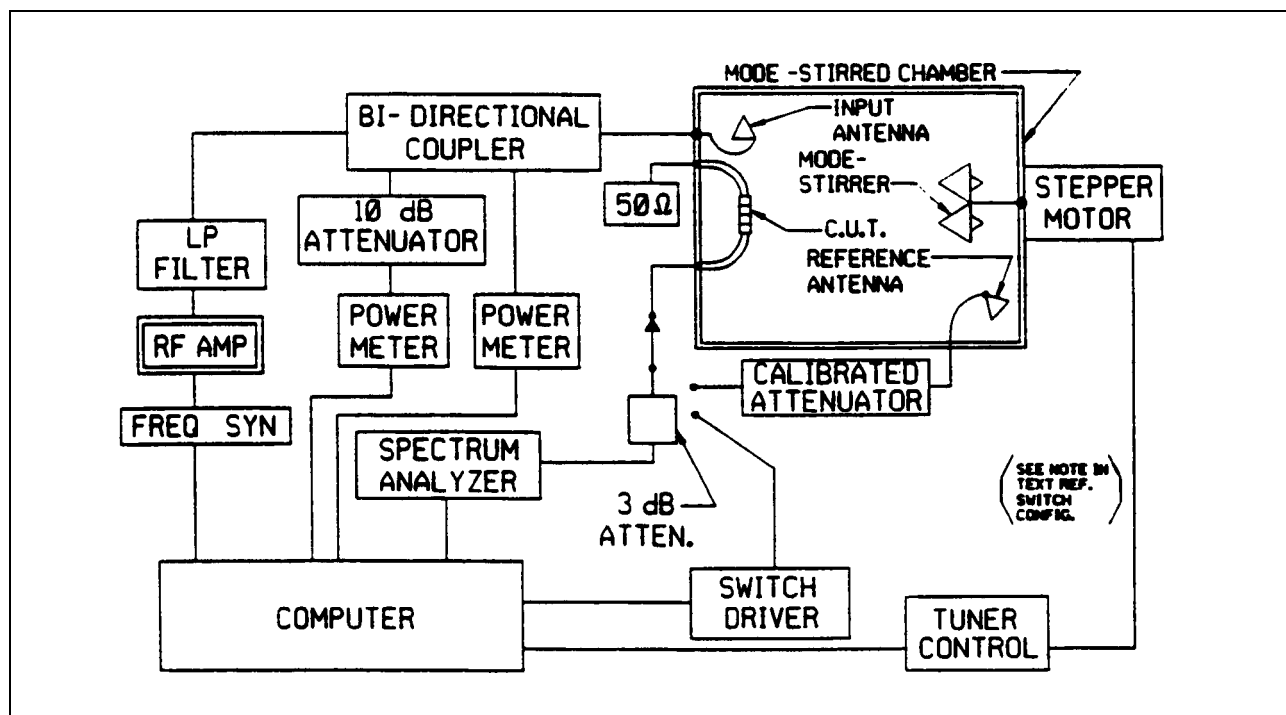 MODE-STIRRED CHAMBER
BI-DIRECTIONAL
COUPLER
INPUT
ANTENNA
MODE-
STIRRER
STEPPER
MOTOR
50Ω
10 dB
ATTENUATOR
C.U.T.
LP
FILTER
REFERENCE
ANTENNA
POWER
METER
POWER
METER
RF AMP
CALIBRATED
ATTENUATOR
FREQ SYN
SPECTRUM
ANALYZER
3 dB
ATTEN.
(SEE NOTE IN
TEXT REF.
SWITCH
CONFIG.)
COMPUTER
SWITCH
DRIVER
TUNER
CONTROL